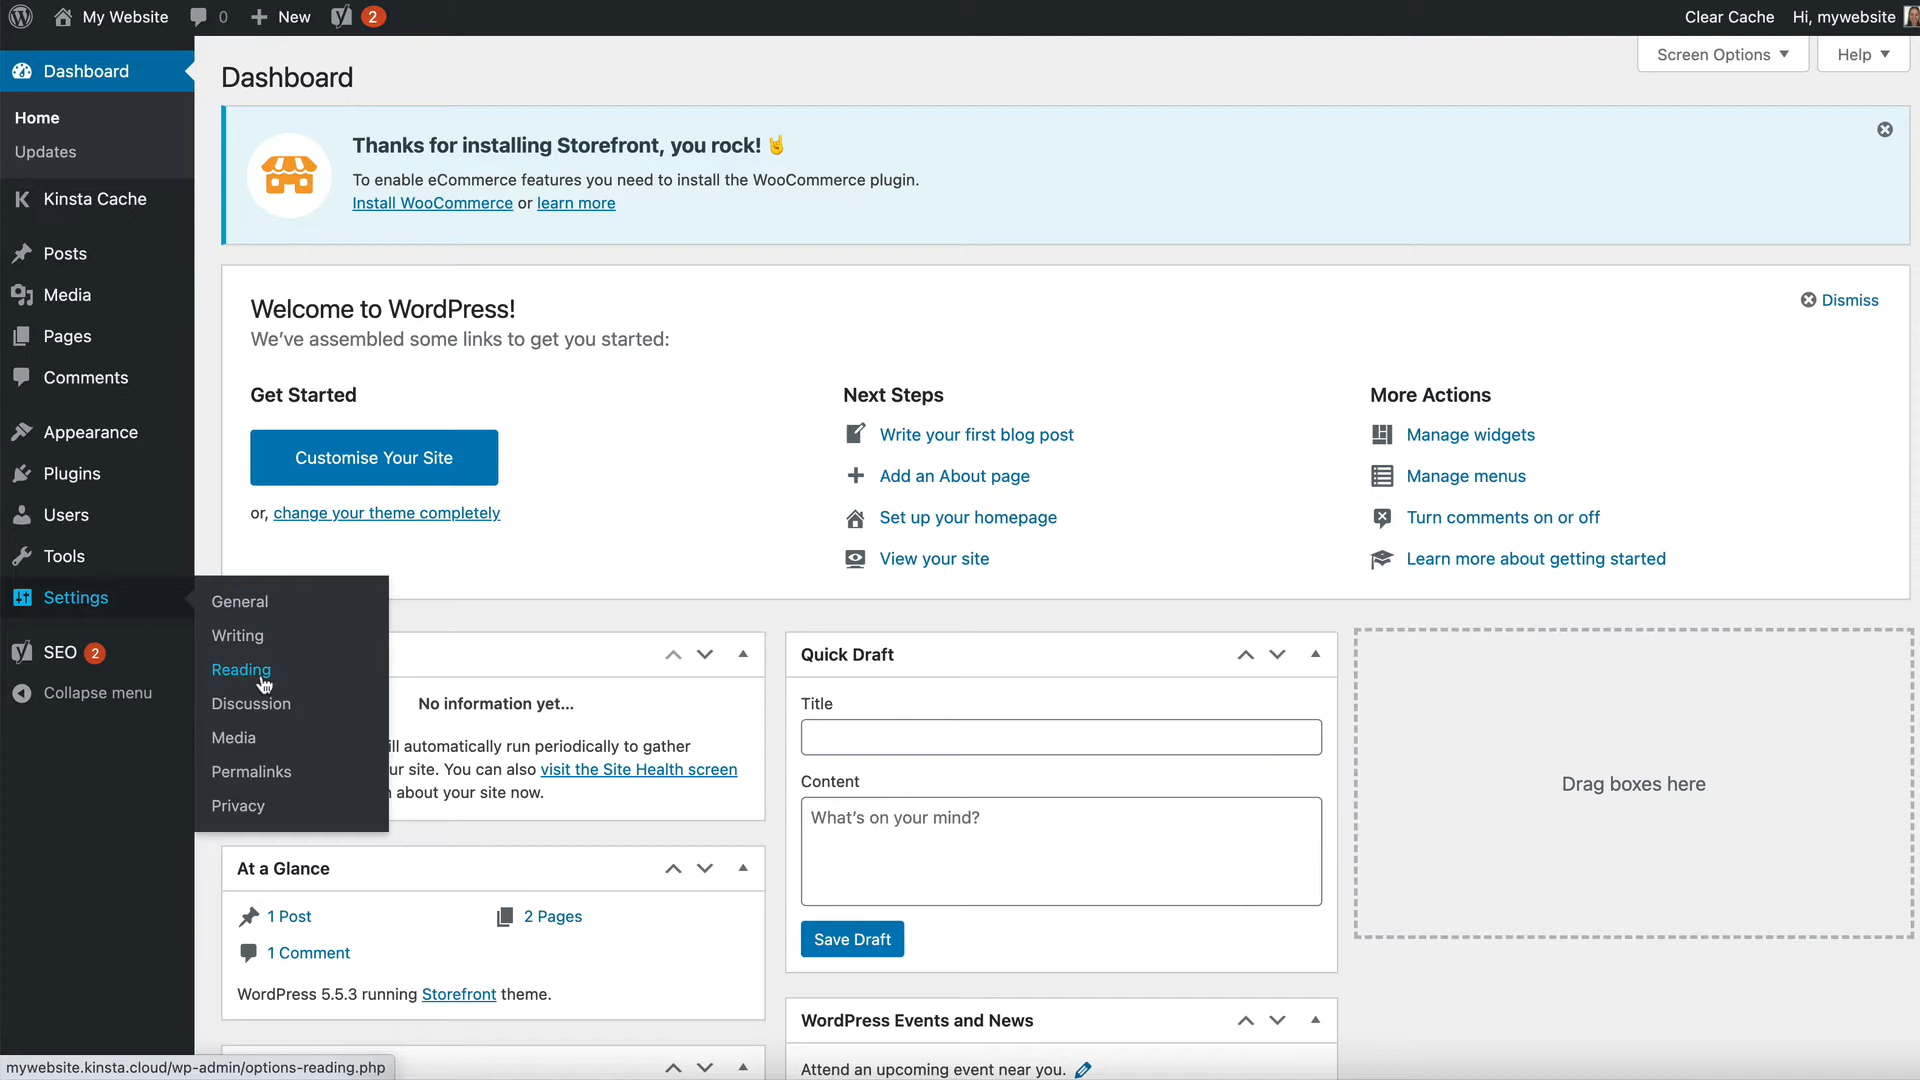 My Website 0 + New 2 Clear Cache Hi, mywebsite
Screen Options Help
Dashboard
Home
Updates
Kinsta Cache
Posts
Media
Pages
Comments
Appearance
Plugins
Users
Tools
Settings
SEO 2
Collapse menu
General
Writing
Reading
Discussion
Media
Permalinks
Privacy
Dashboard
Thanks for installing Storefront, you rock! 🤘
To enable eCommerce features you need to install the WooCommerce plugin.
Install WooCommerce or learn more
Welcome to WordPress!
Dismiss
We've assembled some links to get you started:
Get Started
Customise Your Site
or, change your theme completely
Next Steps
Write your first blog post
Add an About page
Set up your homepage
View your site
More Actions
Manage widgets
Manage menus
Turn comments on or off
Learn more about getting started
No information yet...
ill automatically run periodically to gather
ur site. You can also visit the Site Health screen
about your site now.
At a Glance
1 Post
2 Pages
1 Comment
WordPress 5.5.3 running Storefront theme.
Quick Draft
Title
Content
What's on your mind?
Save Draft
WordPress Events and News
Attend an upcoming event near you.
Drag boxes here
mywebsite.kinsta.cloud/wp-admin/options-reading.php